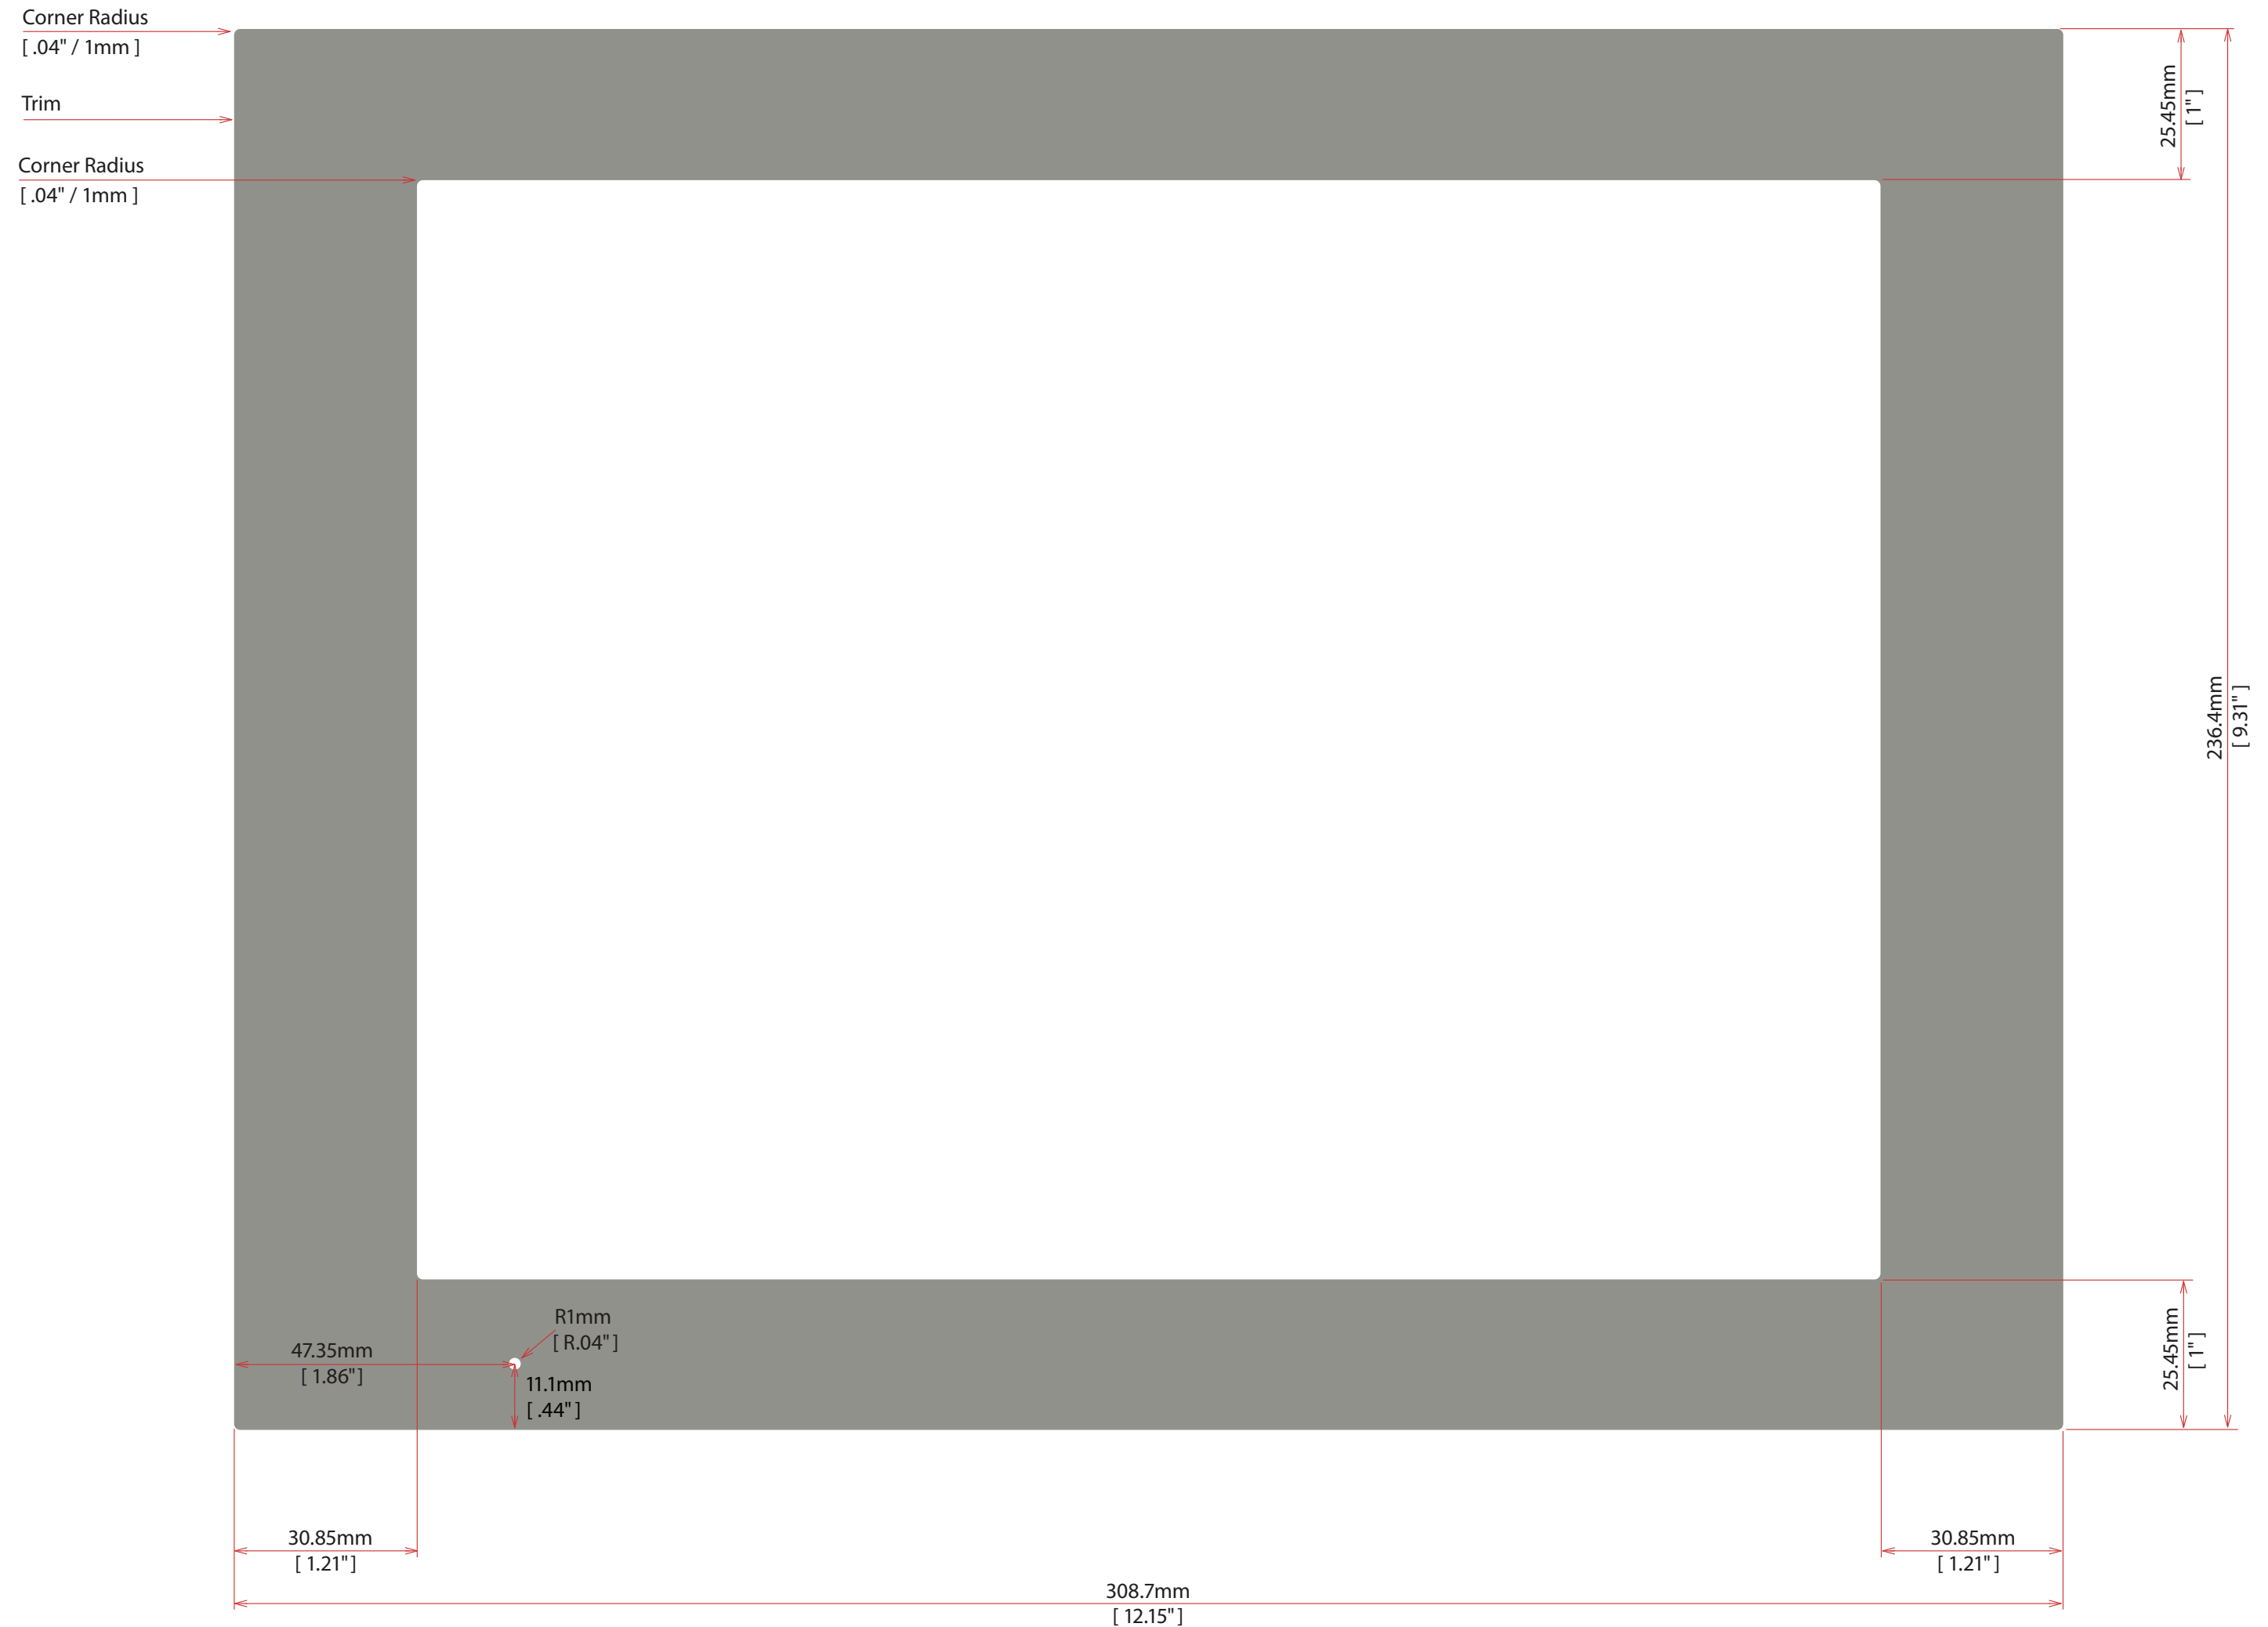 Corner Radius
[ .04" / 1mm ]
Trim
Corner Radius
[ .04" / 1mm ]
25.45mm
[ 1" ]
236.4mm
[ 9.31" ]
R1mm
[ R.04" ]
47.35mm
[ 1.86" ]
11.1mm
[ .44" ]
25.45mm
[ 1" ]
30.85mm
[ 1.21" ]
30.85mm
[ 1.21" ]
308.7mm
[ 12.15" ]